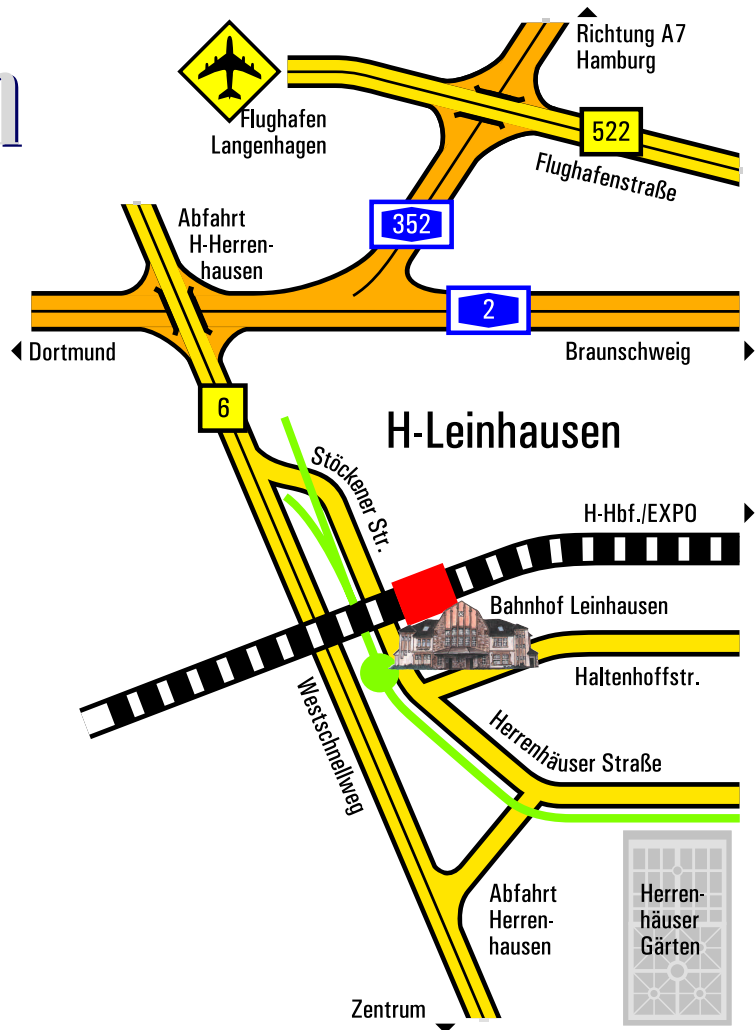 n
Richtung A7
Hamburg
Flughafen
Langenhagen
522
Flughafenstraße
352
Abfahrt
H-Herren-
hausen
2
Dortmund
Braunschweig
6
H-Leinhausen
Stöckener Str.
H-Hbf./EXPO
Bahnhof Leinhausen
Haltenhoffstr.
Westschnellweg
Herrenhäuser Straße
Abfahrt
Herren-
hausen
Herren-
häuser
Gärten
Zentrum